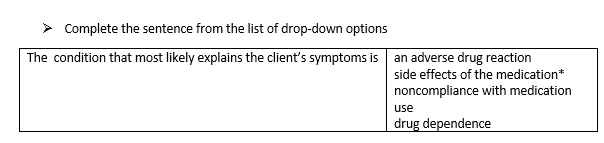 ➢ Complete the sentence from the list of drop-down options
The  condition that most likely explains the client’s symptoms is
an adverse drug reaction
side effects of the medication*
noncompliance with medication
use
drug dependence